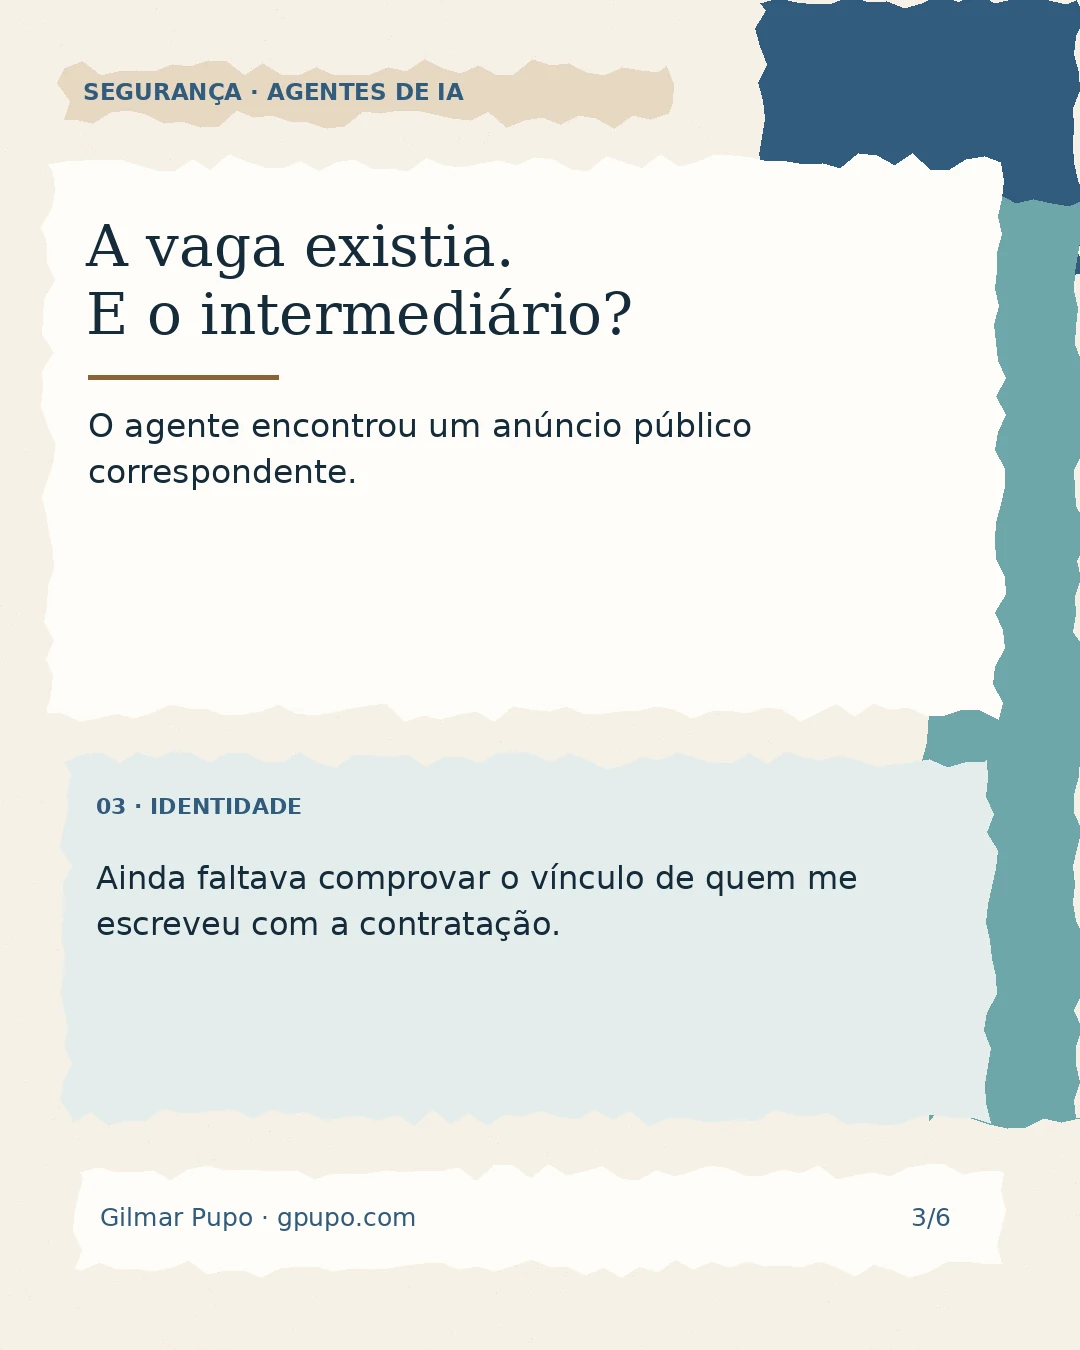 SEGURANÇA · AGENTES DE IA
A vaga existia.
E o intermediário?
O agente encontrou um anúncio público
correspondente.
03 · IDENTIDADE
Ainda faltava comprovar o vínculo de quem me
escreveu com a contratação.
Gilmar Pupo · gpupo.com
3/6